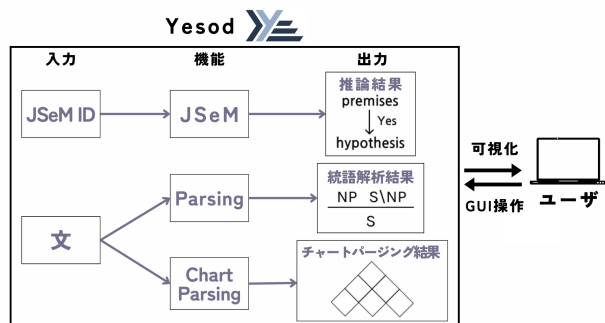 Yesod
入力
機能
出力
JSeM ID
JSeM
推論結果
premises
Yes
hypothesis
文
Parsing
統語解析結果
NP S\NP
S
Chart
Parsing
チャートパージング結果
可視化
GUI操作
ユーザ